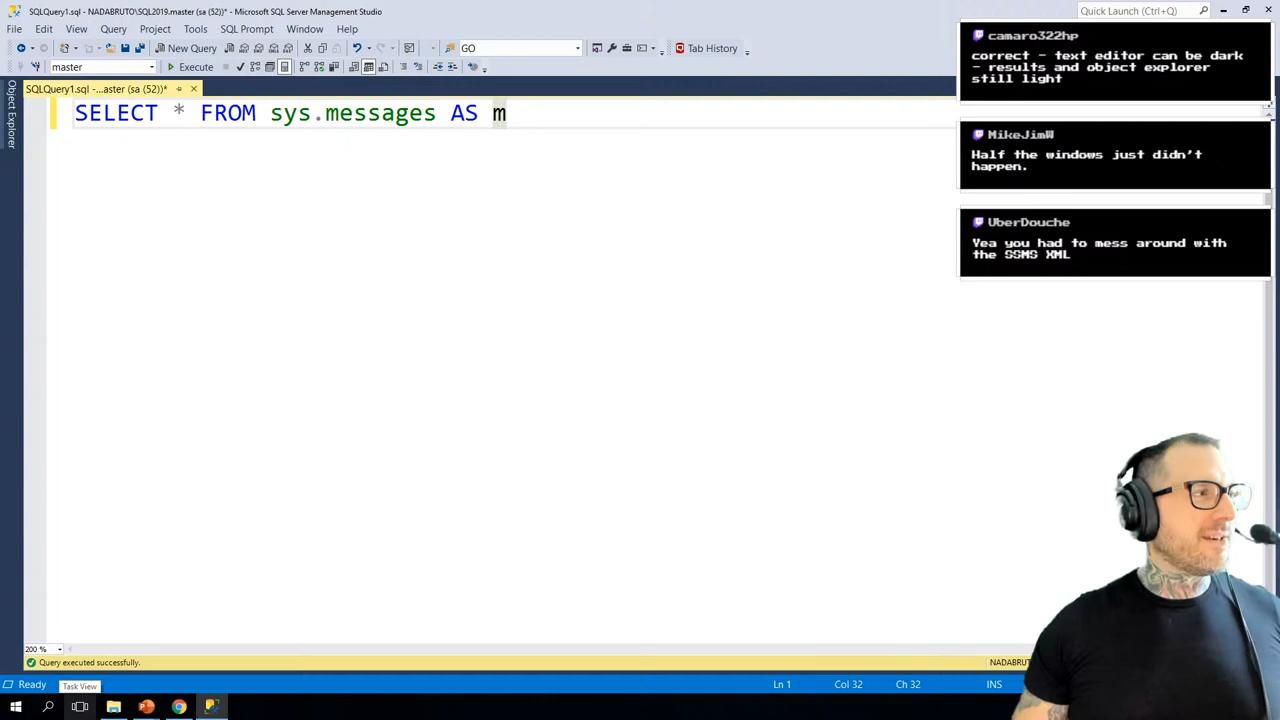 SQLQuery1.sql - NADABRUTO\SQL2019.master (sa (52))* - Microsoft SQL Server Management Studio
Quick Launch (Ctrl+Q)
File Edit View Query Project Tools SQL Prompt Window Help
New Query
GO
Tab History
master
Execute
SQLQuery1.sql -...aster (sa (52))*
Object Explorer
SELECT * FROM sys.messages AS m
camaro322hp
correct - text editor can be dark
- results and object explorer
still light
MikeJimW
Half the windows just didn't
happen.
UberDouche
Yea you had to mess around with
the SSMS XML
200 %
Query executed successfully.
NADABRUT
Ready
Ln 1
Col 32
Ch 32
INS
Task View